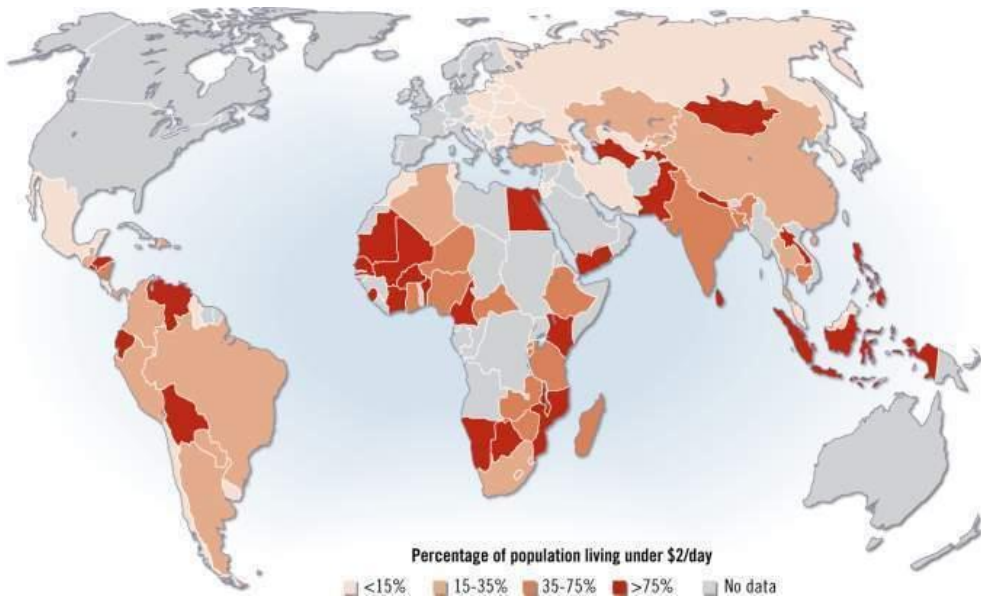 Percentage of population living under $2/day
<15% 15-35% 35-75% >75% No data